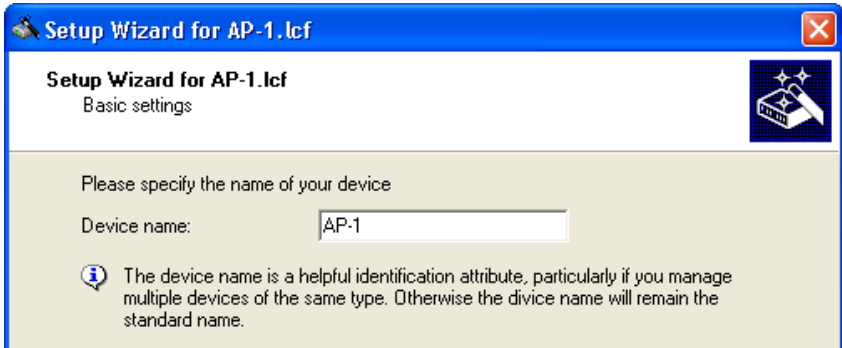 Setup Wizard for AP-1.lcf
Setup Wizard for AP-1.lcf
Basic settings
Please specify the name of your device
Device name: AP-1
The device name is a helpful identification attribute, particularly if you manage
multiple devices of the same type. Otherwise the divice name will remain the
standard name.